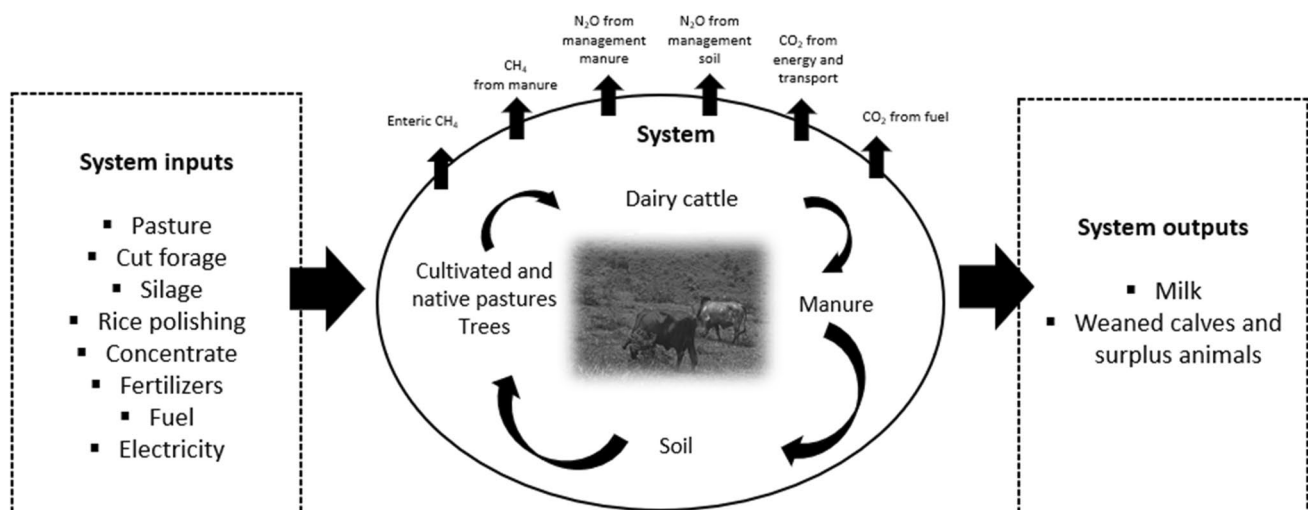 System inputs
▪ Pasture
▪ Cut forage
▪ Silage
▪ Rice polishing
▪ Concentrate
▪ Fertilizers
▪ Fuel
▪ Electricity
Enteric CH₄
CH₄
from manure
N₂O from
management
manure
N₂O from
management
soil
CO₂ from
energy and
transport
CO₂ from fuel
System
Dairy cattle
Cultivated and
native pastures
Trees
Manure
Soil
System outputs
▪ Milk
▪ Weaned calves and
surplus animals